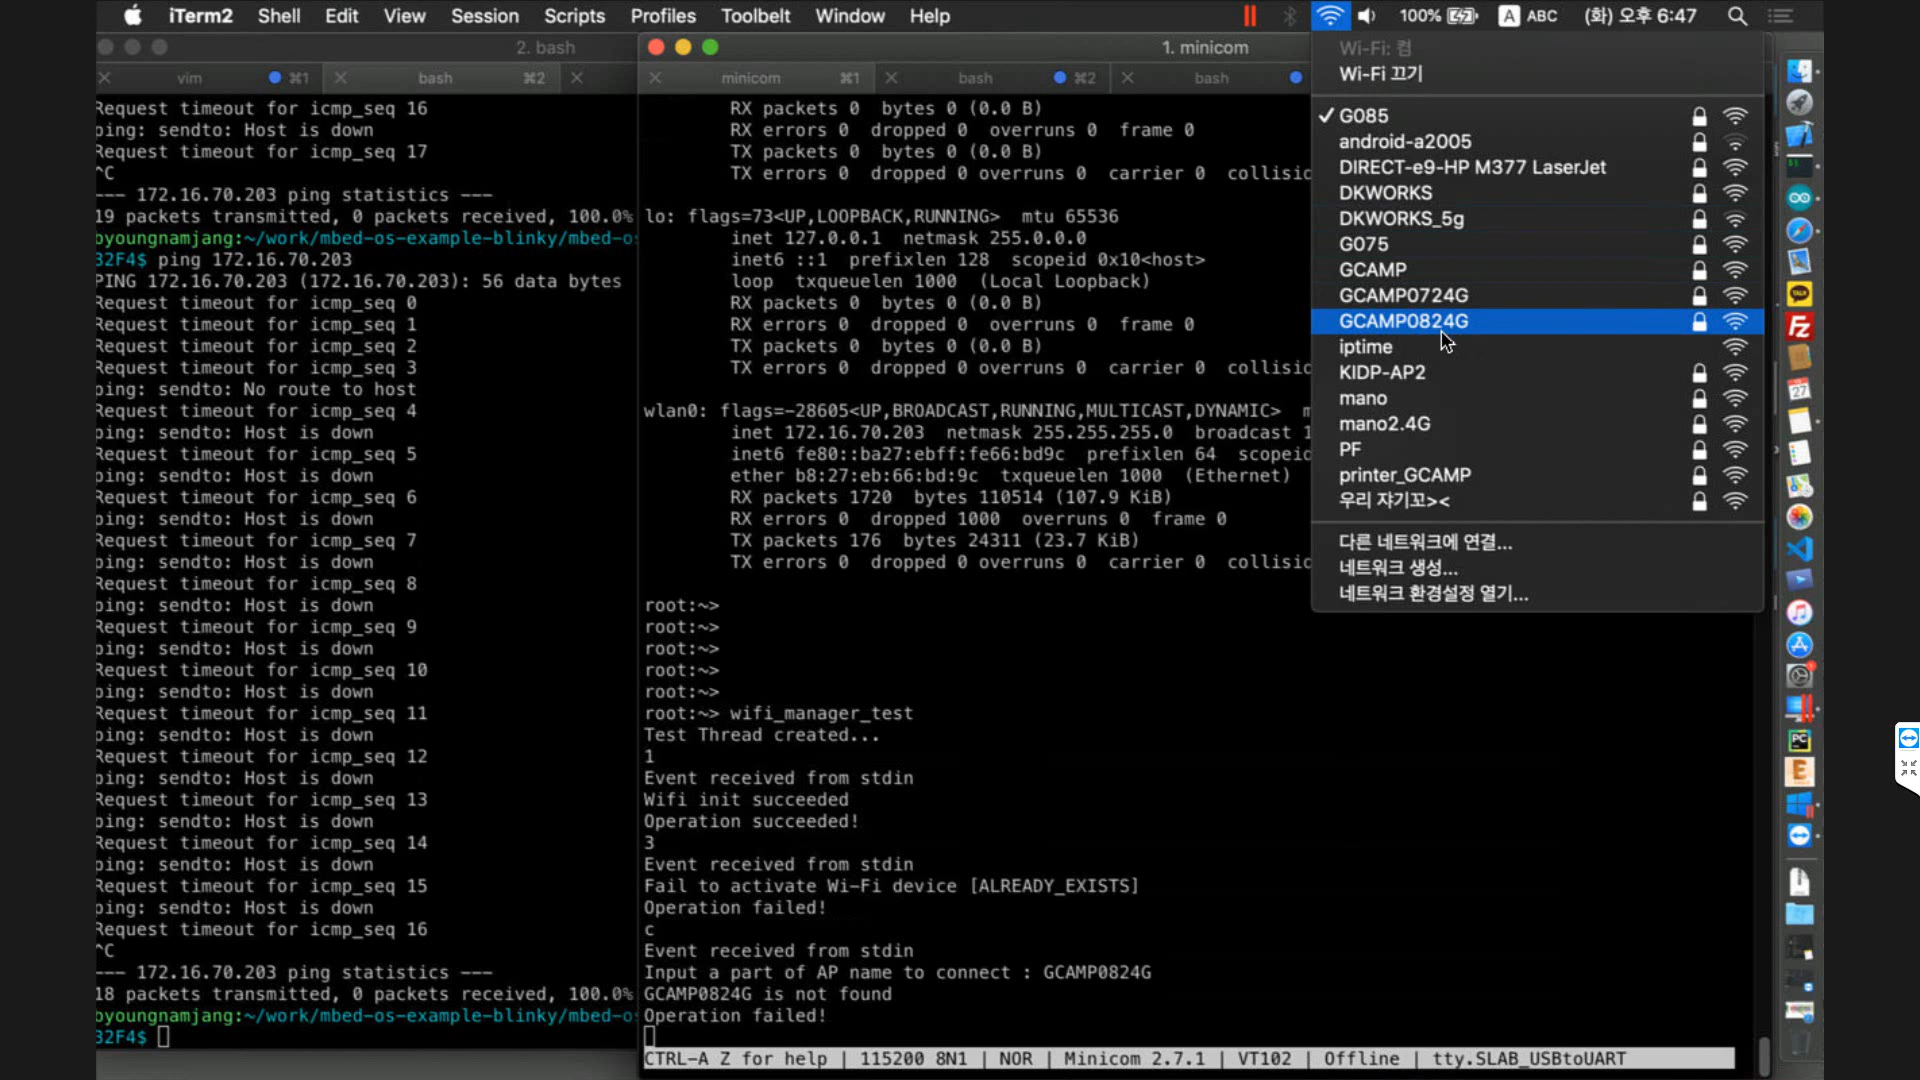 iTerm2 Shell Edit View Session Scripts Profiles Toolbelt Window Help 100% A ABC (화) 오후 6:47
2. bash
vim ⌘1 bash ⌘2
Request timeout for icmp_seq 16
ping: sendto: Host is down
Request timeout for icmp_seq 17
^C
--- 172.16.70.203 ping statistics ---
19 packets transmitted, 0 packets received, 100.0%
byoungnamjang:~/work/mbed-os-example-blinky/mbed-os
32F4$ ping 172.16.70.203
PING 172.16.70.203 (172.16.70.203): 56 data bytes
Request timeout for icmp_seq 0
Request timeout for icmp_seq 1
Request timeout for icmp_seq 2
Request timeout for icmp_seq 3
ping: sendto: No route to host
Request timeout for icmp_seq 4
ping: sendto: Host is down
Request timeout for icmp_seq 5
ping: sendto: Host is down
Request timeout for icmp_seq 6
ping: sendto: Host is down
Request timeout for icmp_seq 7
ping: sendto: Host is down
Request timeout for icmp_seq 8
ping: sendto: Host is down
Request timeout for icmp_seq 9
ping: sendto: Host is down
Request timeout for icmp_seq 10
ping: sendto: Host is down
Request timeout for icmp_seq 11
ping: sendto: Host is down
Request timeout for icmp_seq 12
ping: sendto: Host is down
Request timeout for icmp_seq 13
ping: sendto: Host is down
Request timeout for icmp_seq 14
ping: sendto: Host is down
Request timeout for icmp_seq 15
ping: sendto: Host is down
Request timeout for icmp_seq 16
^C
--- 172.16.70.203 ping statistics ---
18 packets transmitted, 0 packets received, 100.0%
byoungnamjang:~/work/mbed-os-example-blinky/mbed-os
32F4$
1. minicom
minicom ⌘1 bash ⌘2 bash
RX packets 0 bytes 0 (0.0 B)
RX errors 0 dropped 0 overruns 0 frame 0
TX packets 0 bytes 0 (0.0 B)
TX errors 0 dropped 0 overruns 0 carrier 0 collisio
lo: flags=73<UP,LOOPBACK,RUNNING> mtu 65536
inet 127.0.0.1 netmask 255.0.0.0
inet6 ::1 prefixlen 128 scopeid 0x10<host>
loop txqueuelen 1000 (Local Loopback)
RX packets 0 bytes 0 (0.0 B)
RX errors 0 dropped 0 overruns 0 frame 0
TX packets 0 bytes 0 (0.0 B)
TX errors 0 dropped 0 overruns 0 carrier 0 collisio
wlan0: flags=-28605<UP,BROADCAST,RUNNING,MULTICAST,DYNAMIC> m
inet 172.16.70.203 netmask 255.255.255.0 broadcast 1
inet6 fe80::ba27:ebff:fe66:bd9c prefixlen 64 scopeid
ether b8:27:eb:66:bd:9c txqueuelen 1000 (Ethernet)
RX packets 1720 bytes 110514 (107.9 KiB)
RX errors 0 dropped 1000 overruns 0 frame 0
TX packets 176 bytes 24311 (23.7 KiB)
TX errors 0 dropped 0 overruns 0 carrier 0 collisio
root:~>
root:~>
root:~>
root:~>
root:~>
root:~> wifi_manager_test
Test Thread created...
1
Event received from stdin
Wifi init succeeded
Operation succeeded!
3
Event received from stdin
Fail to activate Wi-Fi device [ALREADY_EXISTS]
Operation failed!
c
Event received from stdin
Input a part of AP name to connect : GCAMP0824G
GCAMP0824G is not found
Operation failed!
CTRL-A Z for help | 115200 8N1 | NOR | Minicom 2.7.1 | VT102 | Offline | tty.SLAB_USBtoUART
Wi-Fi: 켬
Wi-Fi 끄기
✓ G085
android-a2005
DIRECT-e9-HP M377 LaserJet
DKWORKS
DKWORKS_5g
G075
GCAMP
GCAMP0724G
GCAMP0824G
iptime
KIDP-AP2
mano
mano2.4G
PF
printer_GCAMP
우리 쟈기꼬><
다른 네트워크에 연결...
네트워크 생성...
네트워크 환경설정 열기...
TALK
Fz
27
PC
E